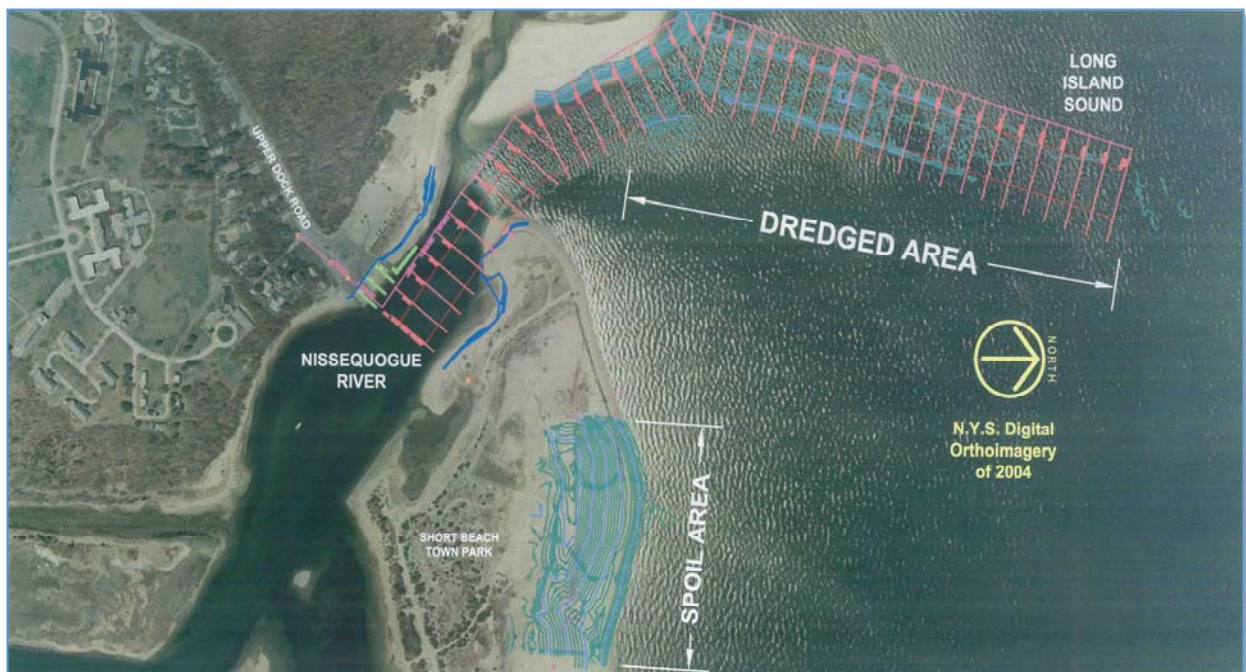 LONG
ISLAND
SOUND
UPPER DOCK ROAD
DREDGED AREA
NISSEQUOGUE
RIVER
NORTH
N.Y.S. Digital
Orthoimagery
of 2004
SPOIL AREA
SHORT BEACH
TOWN PARK